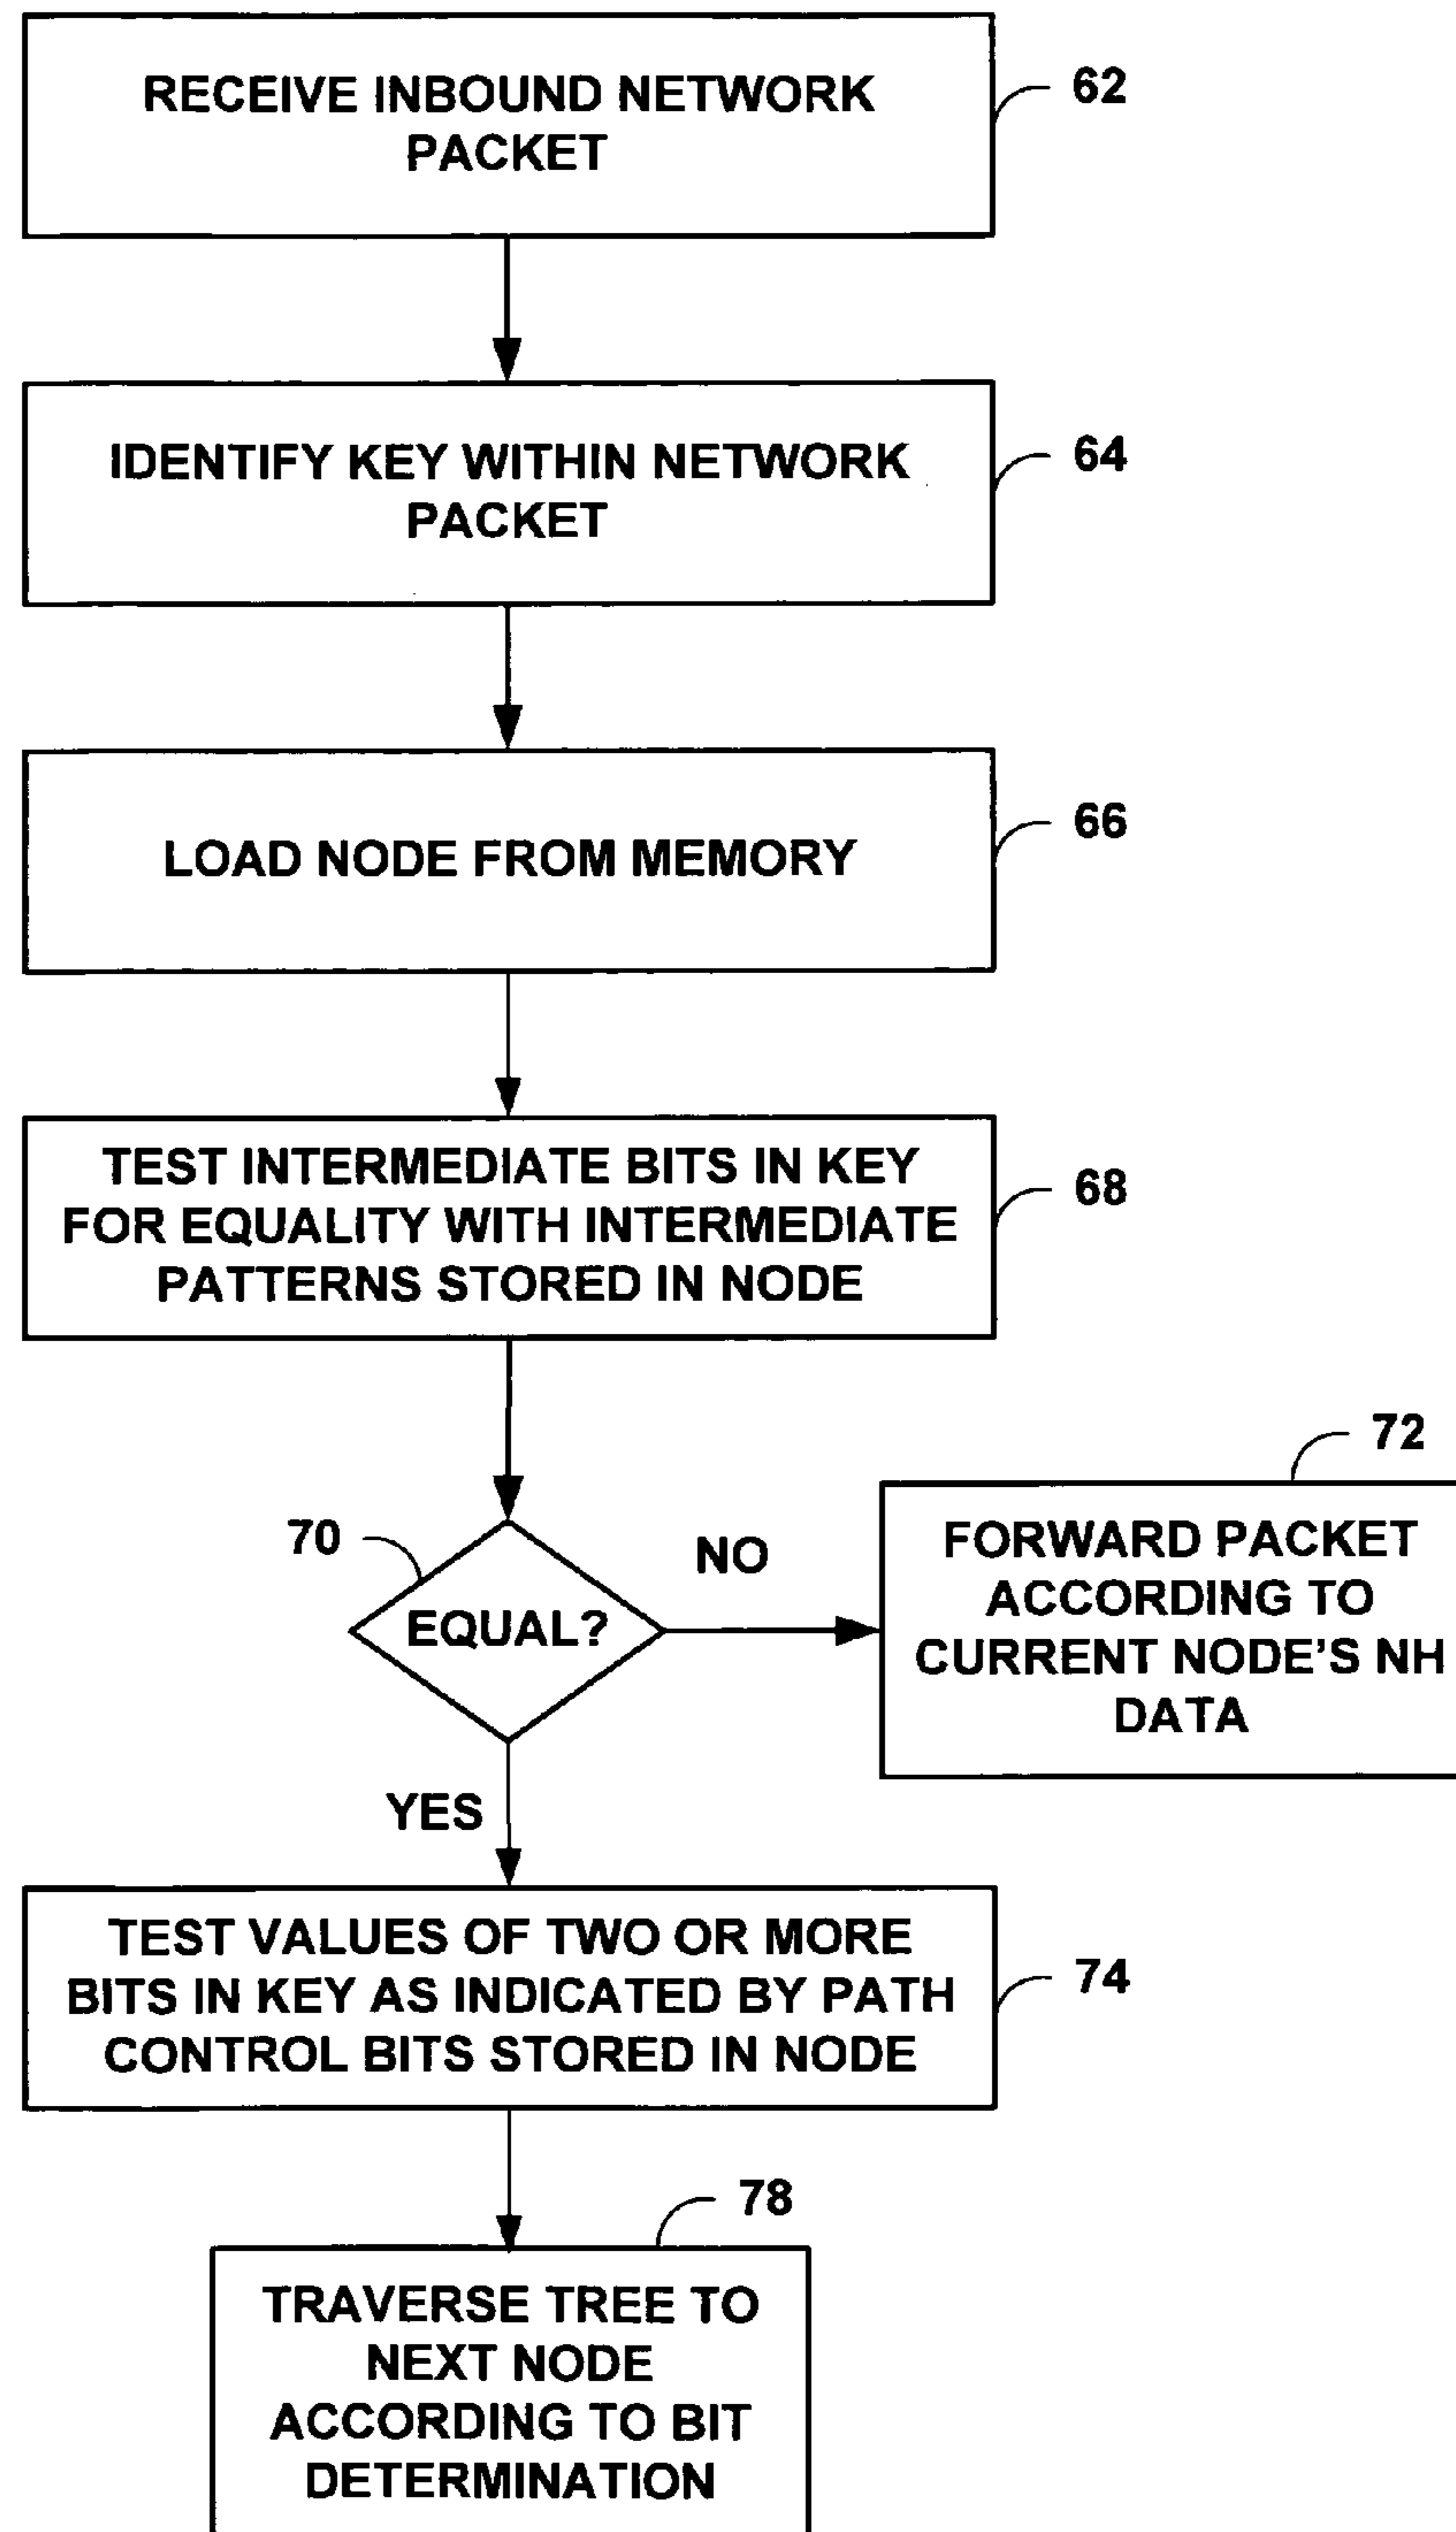 RECEIVE INBOUND NETWORK
PACKET
62
IDENTIFY KEY WITHIN NETWORK
PACKET
64
LOAD NODE FROM MEMORY
66
TEST INTERMEDIATE BITS IN KEY
FOR EQUALITY WITH INTERMEDIATE
PATTERNS STORED IN NODE
68
70
EQUAL?
NO
72
FORWARD PACKET
ACCORDING TO
CURRENT NODE'S NH
DATA
YES
TEST VALUES OF TWO OR MORE
BITS IN KEY AS INDICATED BY PATH
CONTROL BITS STORED IN NODE
74
78
TRAVERSE TREE TO
NEXT NODE
ACCORDING TO BIT
DETERMINATION